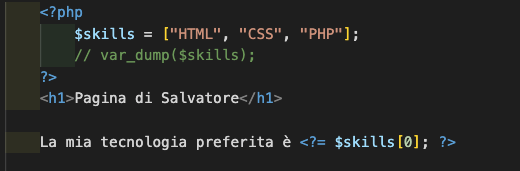 <?php
$skills = ["HTML", "CSS", "PHP"];
// var_dump($skills);
?>
<h1>Pagina di Salvatore</h1>
La mia tecnologia preferita è <?= $skills[0]; ?>